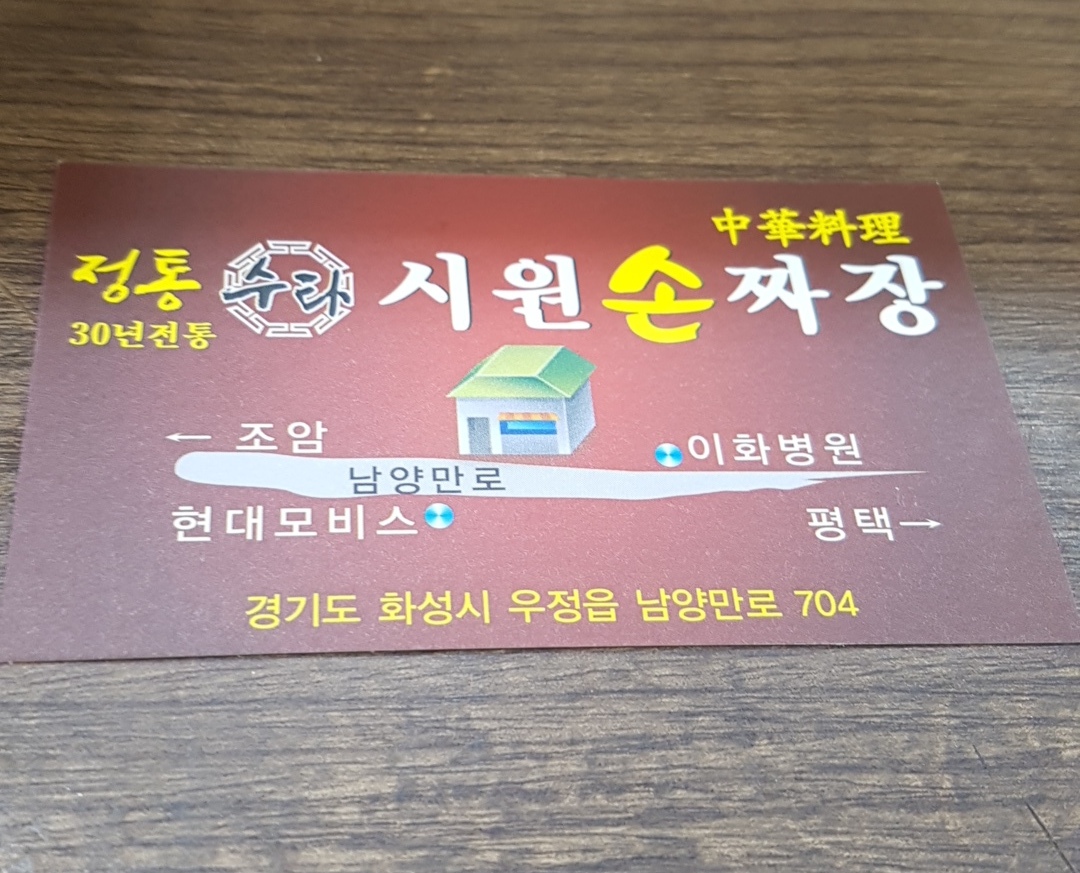 中華料理
정통 수타 시원손짜장
30년전통
← 조암
이화병원
남양만로
현대모비스
평택→
경기도 화성시 우정읍 남양만로 704